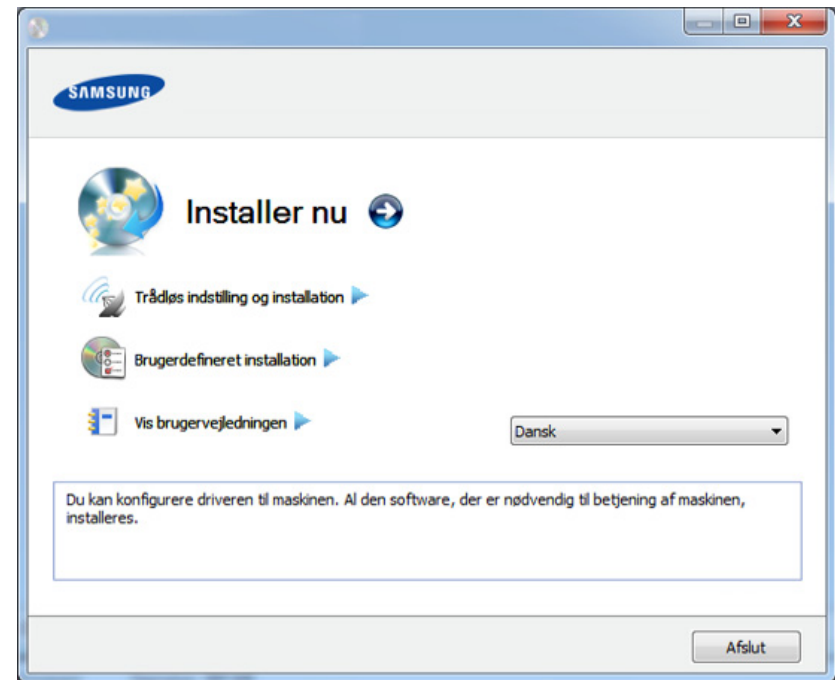 SAMSUNG
Installer nu
Trådløs indstilling og installation
Brugerdefineret installation
Vis brugervejledningen
Dansk
Du kan konfigurere driveren til maskinen. Al den software, der er nødvendig til betjening af maskinen,
installeres.
Afslut